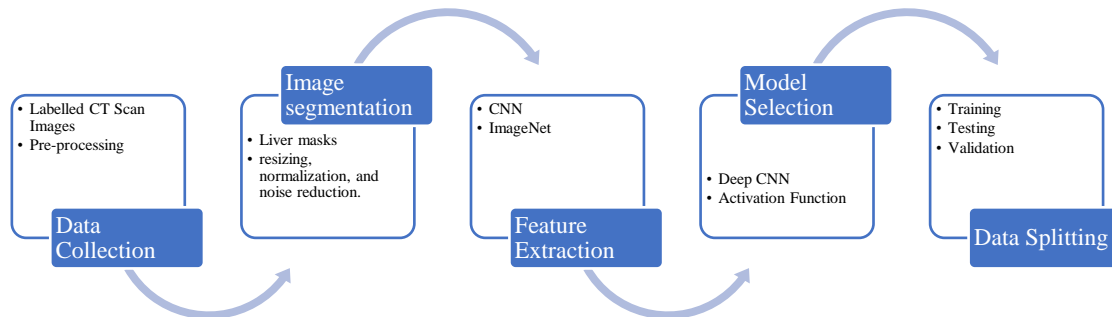 • Labelled CT Scan
Images
• Pre-processing
Data
Collection
Image
segmentation
• Liver masks
• resizing,
normalization, and
noise reduction.
• CNN
• ImageNet
Feature
Extraction
Model
Selection
• Deep CNN
• Activation Function
• Training
• Testing
• Validation
Data Splitting